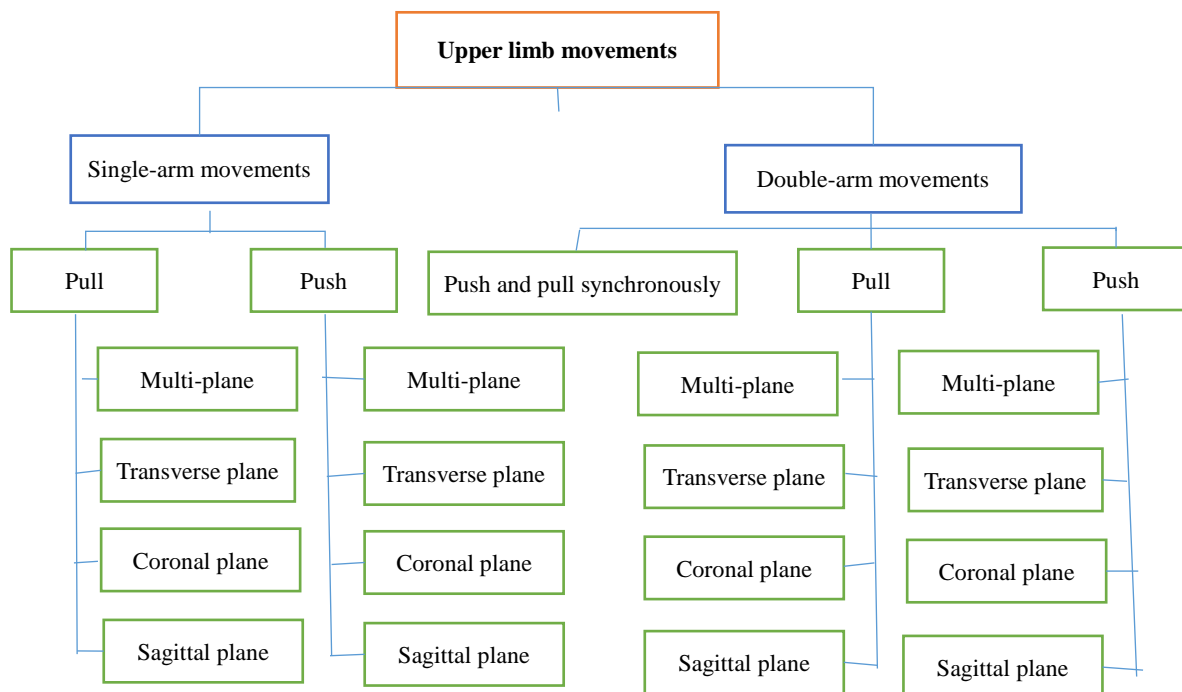 Upper limb movements
Single-arm movements
Double-arm movements
Pull
Push
Push and pull synchronously
Pull
Push
Multi-plane
Multi-plane
Multi-plane
Multi-plane
Transverse plane
Transverse plane
Transverse plane
Transverse plane
Coronal plane
Coronal plane
Coronal plane
Coronal plane
Sagittal plane
Sagittal plane
Sagittal plane
Sagittal plane